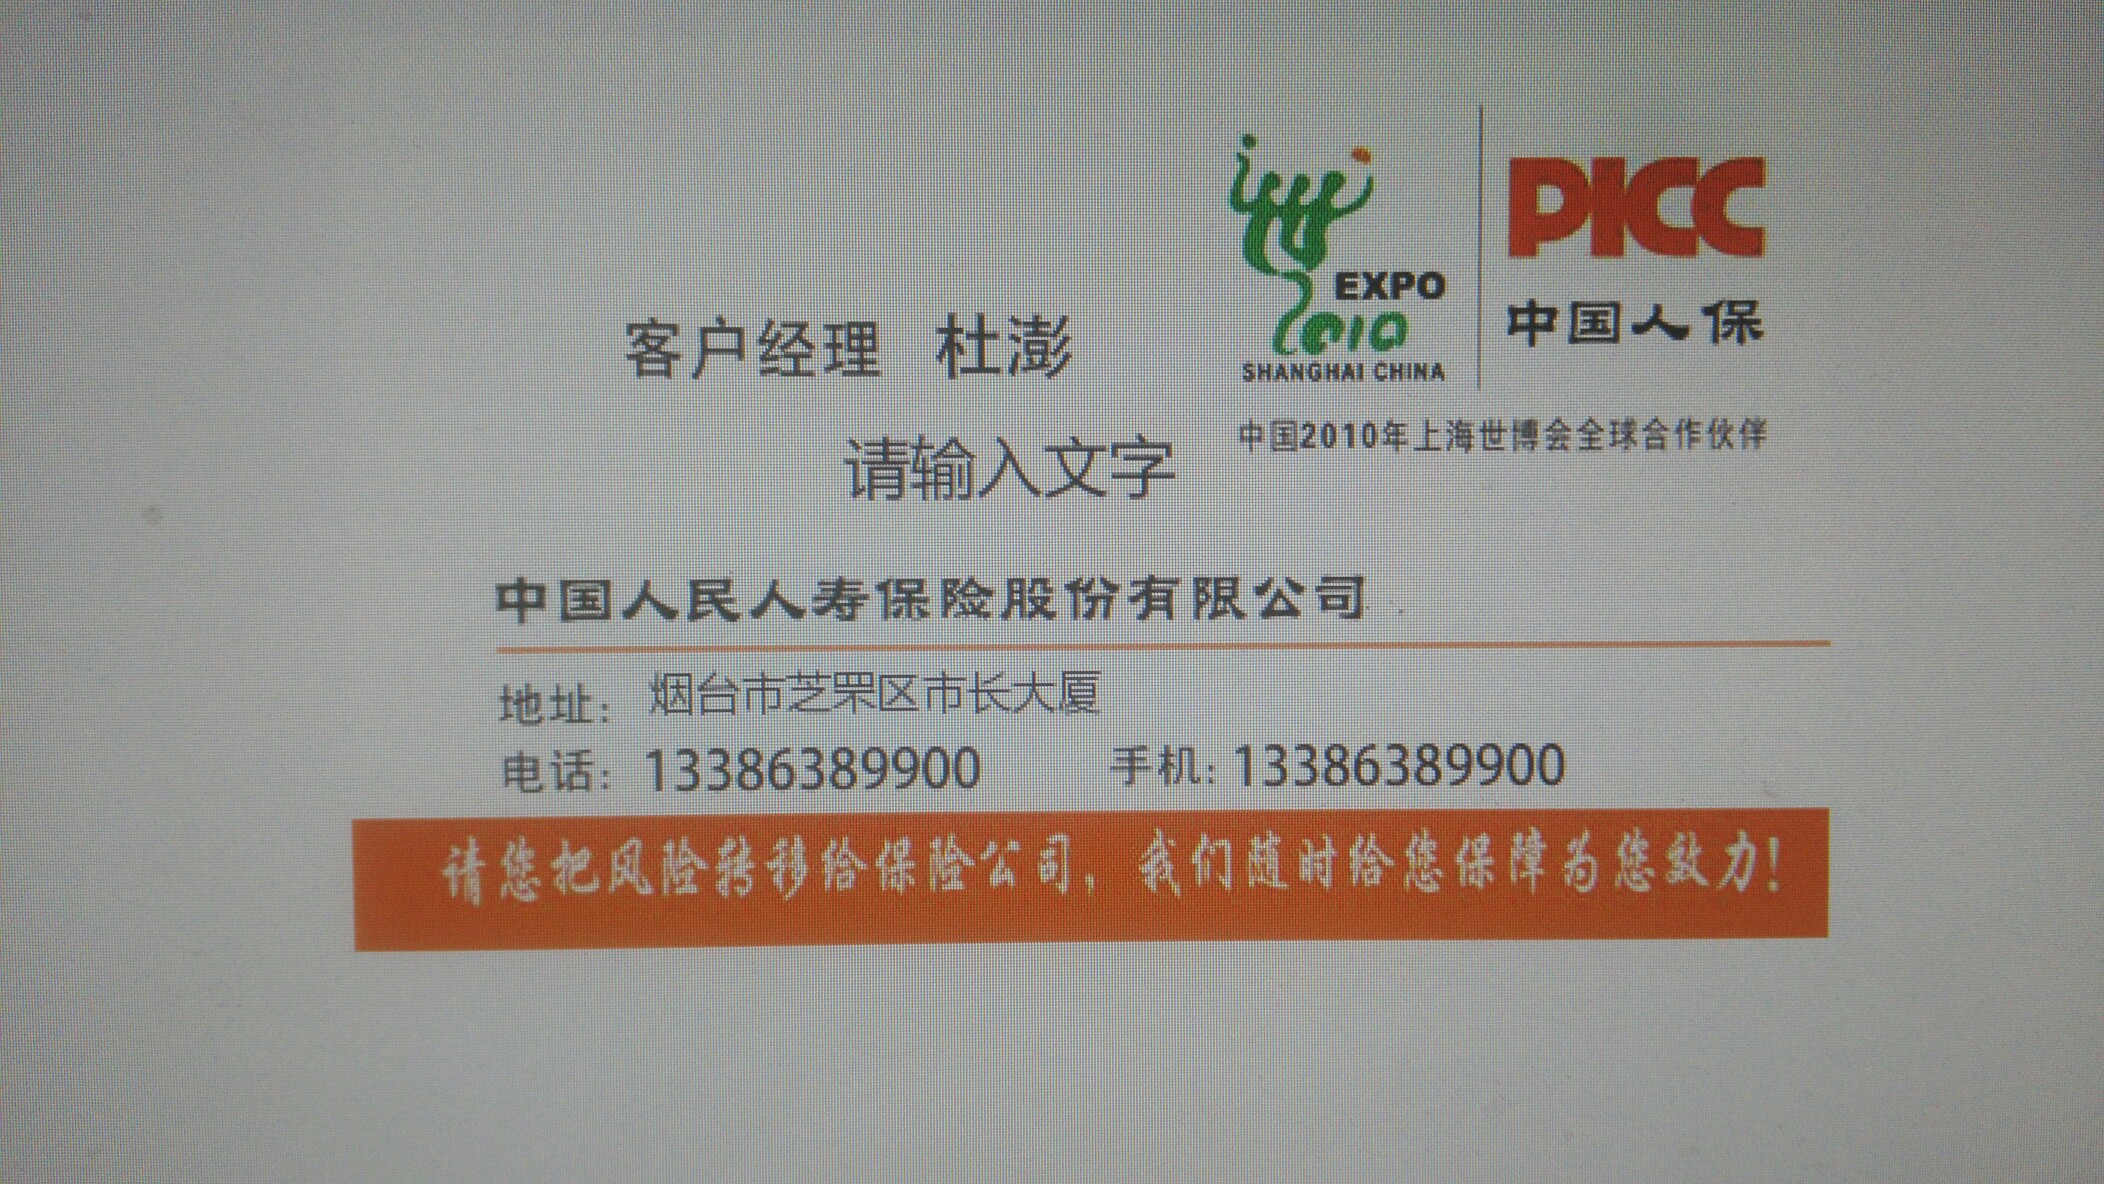 EXPO
2010
SHANGHAI CHINA
PICC
中国人保
中国2010年上海世博会全球合作伙伴
客户经理 杜澎
请输入文字
中国人民人寿保险股份有限公司
地址: 烟台市芝罘区市长大厦
电话: 13386389900 手机: 13386389900
请您把风险转移给保险公司, 我们随时给您保障为您效力!